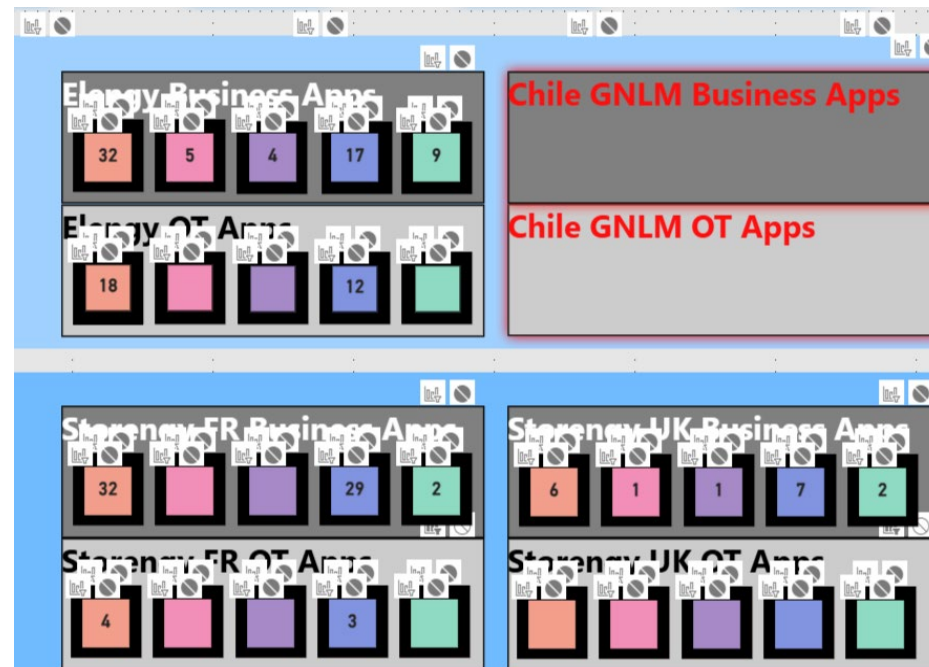 Elengy Business Apps
32 5 4 17 9
Elengy OT Apps
18 12
Chile GNLM Business Apps
Chile GNLM OT Apps
Storengy FR Business Apps
32 29 2
Storengy FR OT Apps
4 3
Storengy UK Business Apps
6 1 1 7 2
Storengy UK OT Apps